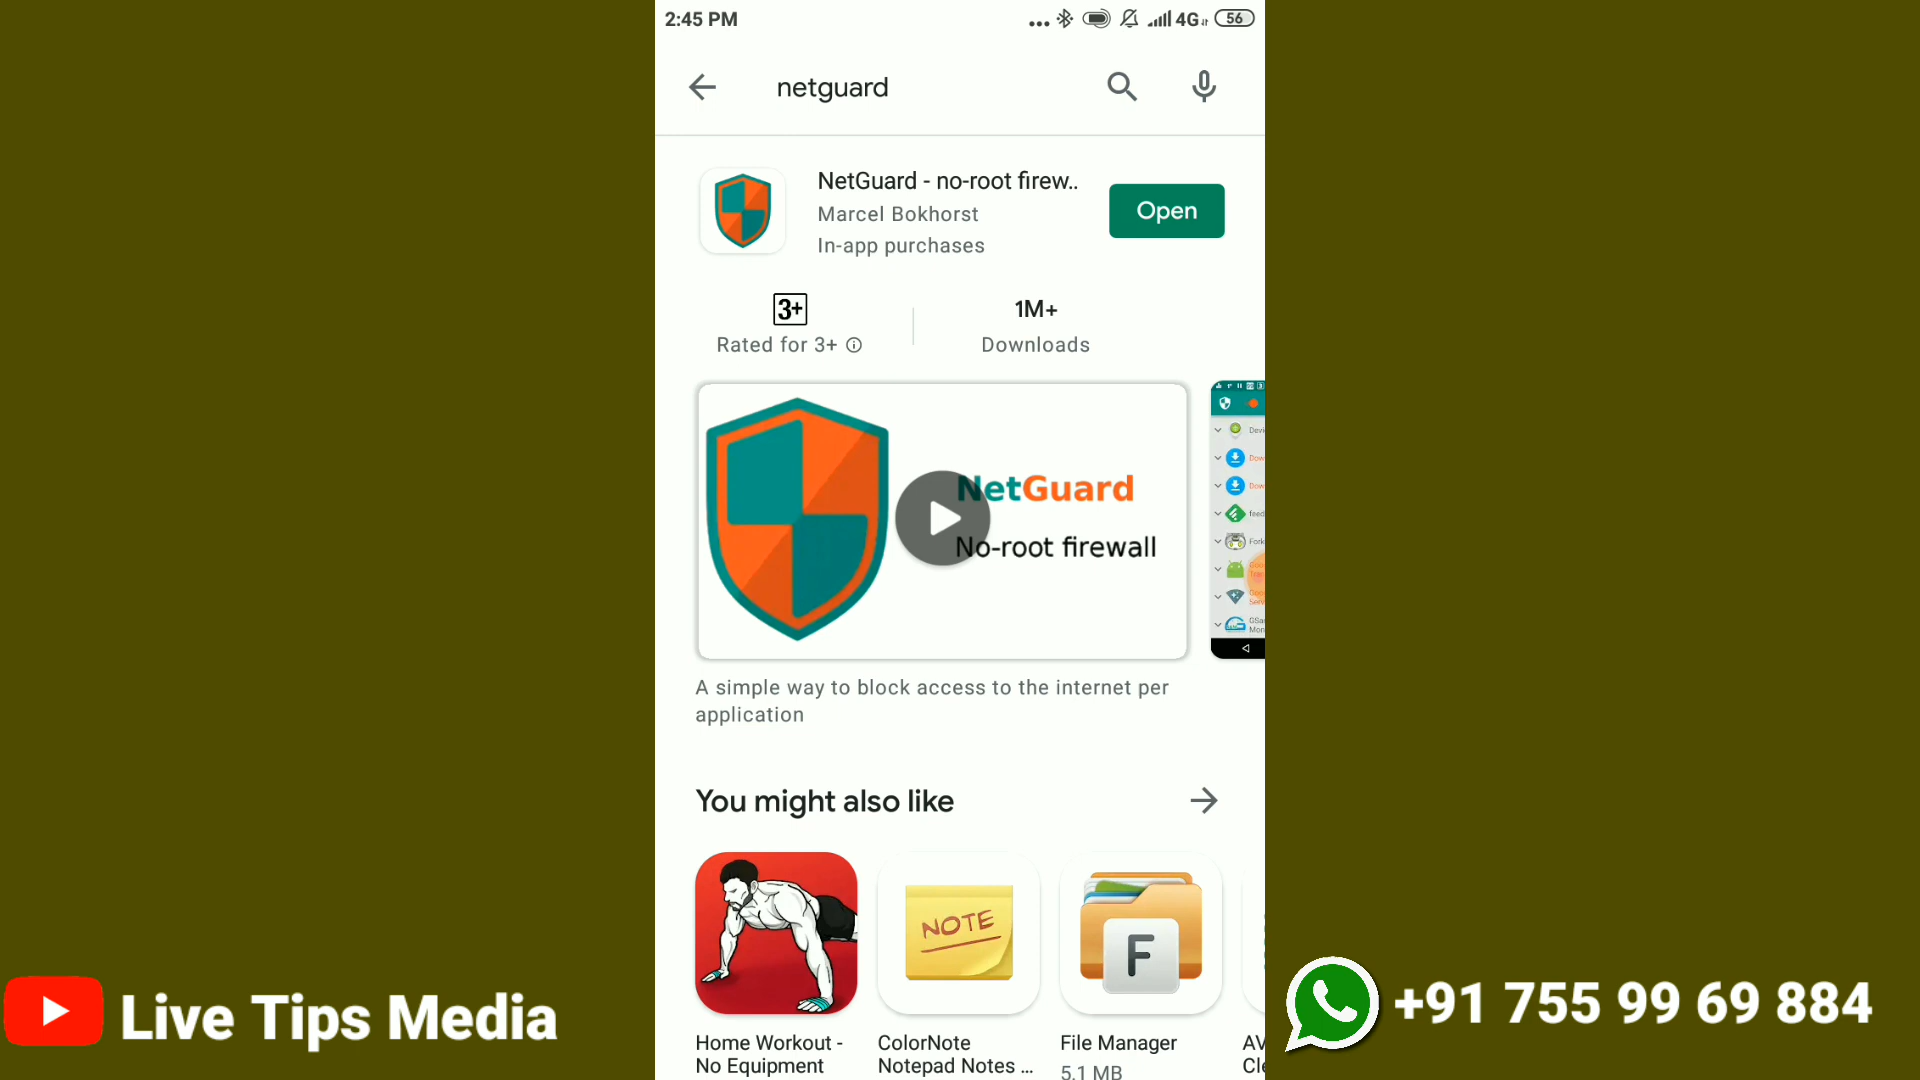 2:45 PM
4G
56
netguard
NetGuard - no-root firew..
Marcel Bokhorst
In-app purchases
Open
3+
Rated for 3+
1M+
Downloads
NetGuard
No-root firewall
A simple way to block access to the internet per
application
You might also like
NOTE
F
Home Workout -
No Equipment
ColorNote
Notepad Notes ...
File Manager
5.1 MB
Live Tips Media
+91 755 99 69 884